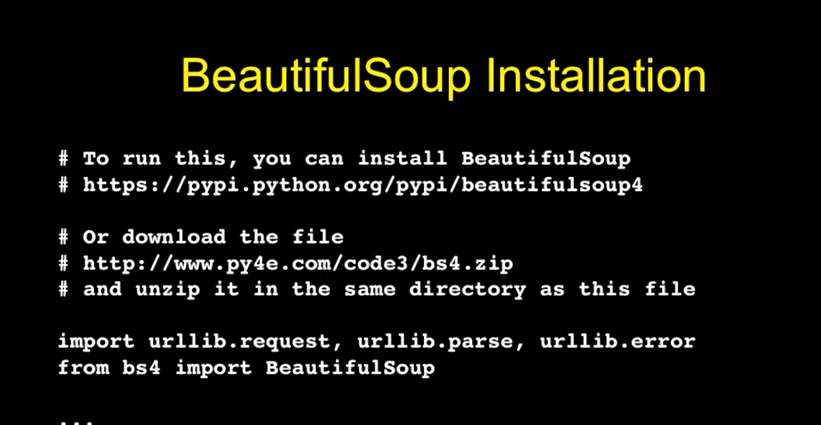 BeautifulSoup Installation
# To run this, you can install BeautifulSoup
# https://pypi.python.org/pypi/beautifulsoup4
# Or download the file
# http://www.py4e.com/code3/bs4.zip
# and unzip it in the same directory as this file
import urllib.request, urllib.parse, urllib.error
from bs4 import BeautifulSoup
...